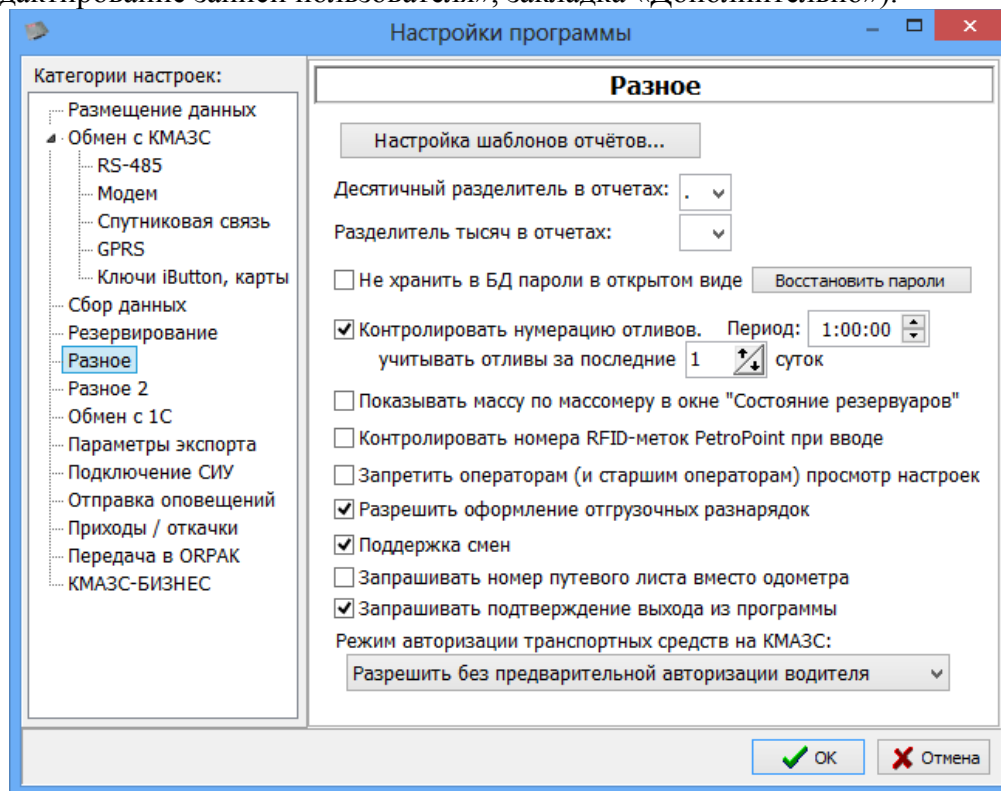 дактирование записей пользователя», закладка «Дополнительно»).
Настройки программы
Категории настроек:
Размещение данных
Обмен с КМАЗС
RS-485
Модем
Спутниковая связь
GPRS
Ключи iButton, карты
Сбор данных
Резервирование
Разное
Разное 2
Обмен с 1С
Параметры экспорта
Подключение СИУ
Отправка оповещений
Приходы / откачки
Передача в ORPAK
КМАЗС-БИЗНЕС
Разное
Настройка шаблонов отчётов...
Десятичный разделитель в отчетах: .
Разделитель тысяч в отчетах:
Не хранить в БД пароли в открытом виде Восстановить пароли
Контролировать нумерацию отливов. Период: 1:00:00
учитывать отливы за последние 1 суток
Показывать массу по массомеру в окне "Состояние резервуаров"
Контролировать номера RFID-меток PetroPoint при вводе
Запретить операторам (и старшим операторам) просмотр настроек
Разрешить оформление отгрузочных разнарядок
Поддержка смен
Запрашивать номер путевого листа вместо одометра
Запрашивать подтверждение выхода из программы
Режим авторизации транспортных средств на КМАЗС:
Разрешить без предварительной авторизации водителя
ОК Отмена